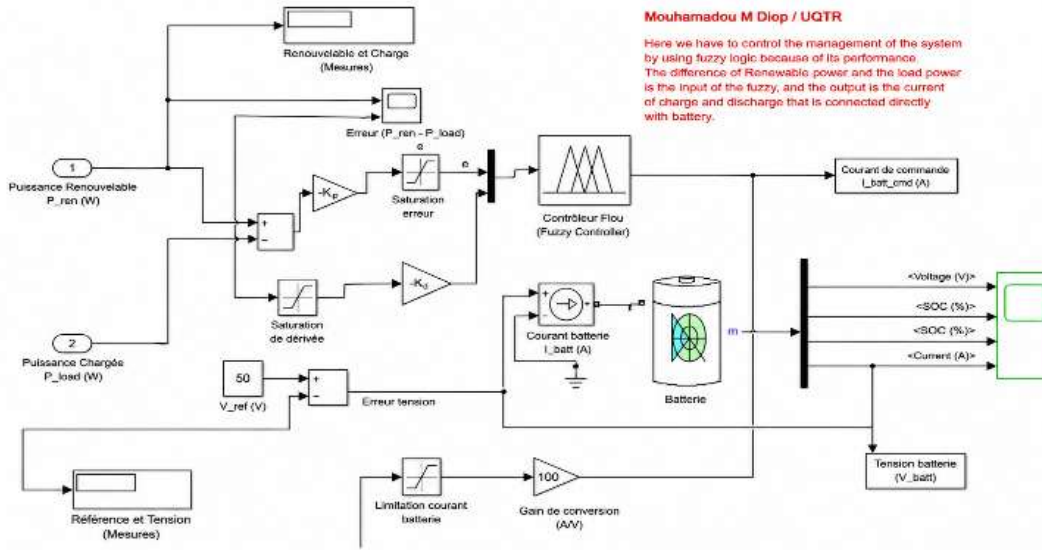 Mouhamadou M Diop / UQTR
Here we have to control the management of the system
by using fuzzy logic because of its performance.
The difference of Renewable power and the load power
is the input of the fuzzy, and the output is the current
of charge and discharge that is connected directly
with battery.
Renouvelable et Charge
(Mesures)
Erreur (P_ren - P_load)
e
1
Puissance Renouvelable
P_ren (W)
+
−
-Kp
Saturation
erreur
e
Contrôleur Flou
(Fuzzy Controller)
Courant de commande
I_batt_cmd (A)
Saturation
de dérivée
-Kd
2
Puissance Chargée
P_load (W)
+
−
+
Courant batterie
I_batt (A)
Batterie
m
<Voltage (V)>
<SOC (%)>
<SOC (%)>
<Current (A)>
50
V_ref (V)
+
−
Erreur tension
Tension batterie
(V_batt)
Référence et Tension
(Mesures)
Limitation courant
batterie
100
Gain de conversion
(A/V)